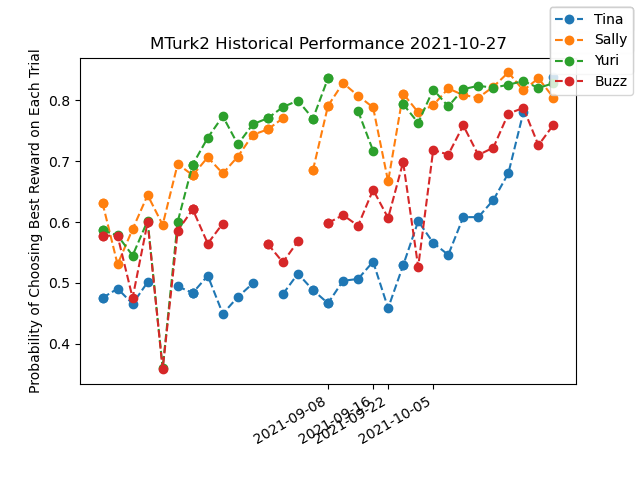 MTurk2 Historical Performance 2021-10-27
Tina
Sally
Yuri
Buzz
Probability of Choosing Best Reward on Each Trial
0.8
0.7
0.6
0.5
0.4
2021-09-08
2021-09-16
2021-09-22
2021-10-05